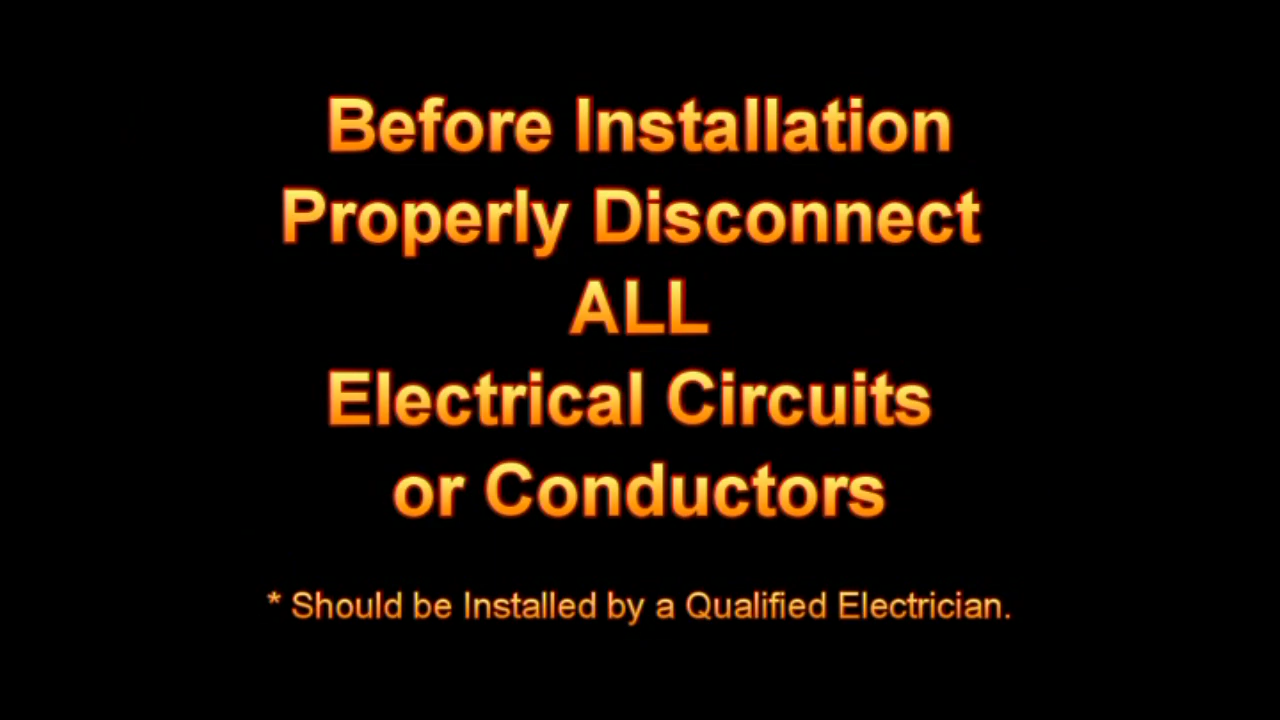 Before Installation
Properly Disconnect
ALL
Electrical Circuits
or Conductors
* Should be Installed by a Qualified Electrician.